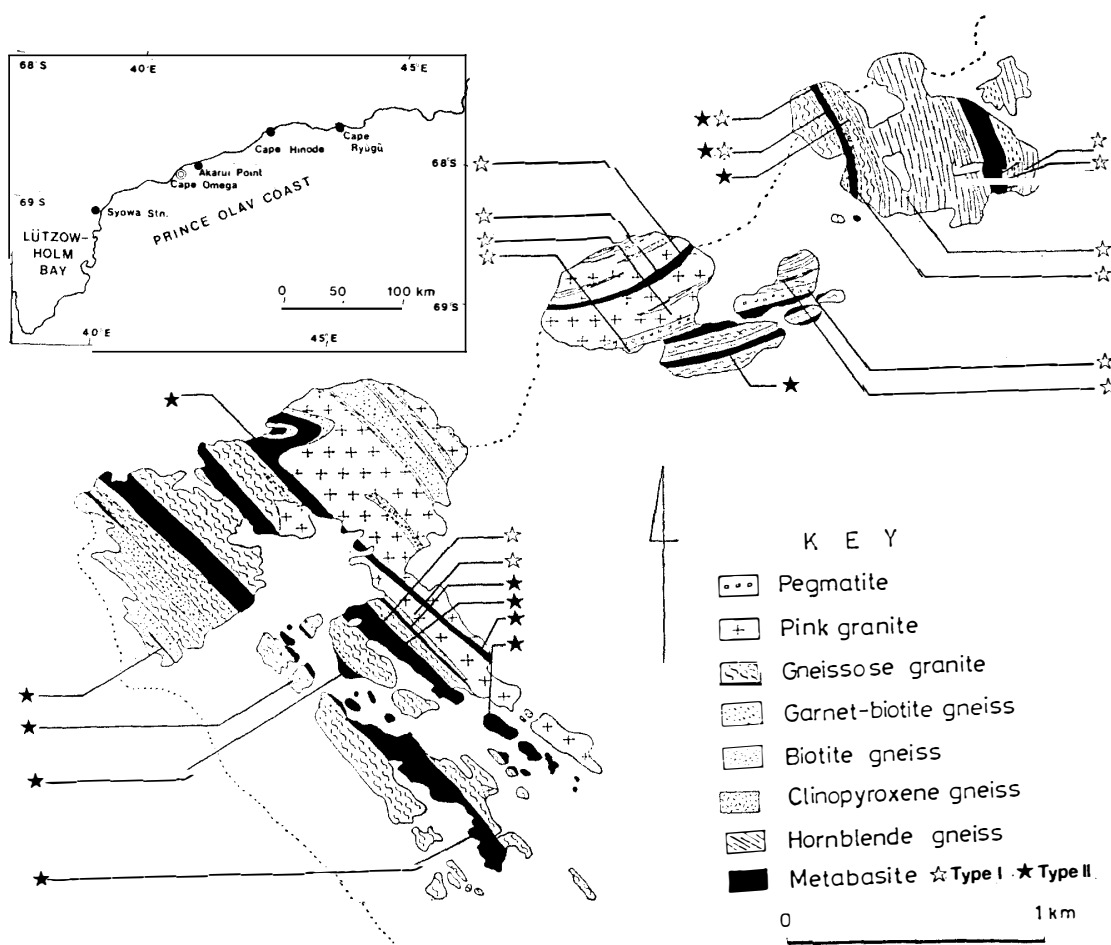 68°S
40°E
45°E
Cape Ryūgū
Cape Hinode
68°S
Akarui Point
Cape Omega
PRINCE OLAV COAST
69 S
Syowa Stn.
LÜTZOW-
HOLM
BAY
0 50 100 km
69°S
40°E
45°E
★☆
★☆
★
☆
☆
☆
☆
☆
☆
☆
☆
☆
☆
★
★
☆
☆
★
★
★
★
★
★
★
★
KEY
Pegmatite
Pink granite
Gneissose granite
Garnet-biotite gneiss
Biotite gneiss
Clinopyroxene gneiss
Hornblende gneiss
Metabasite ☆Type I ★Type II
0 1 km